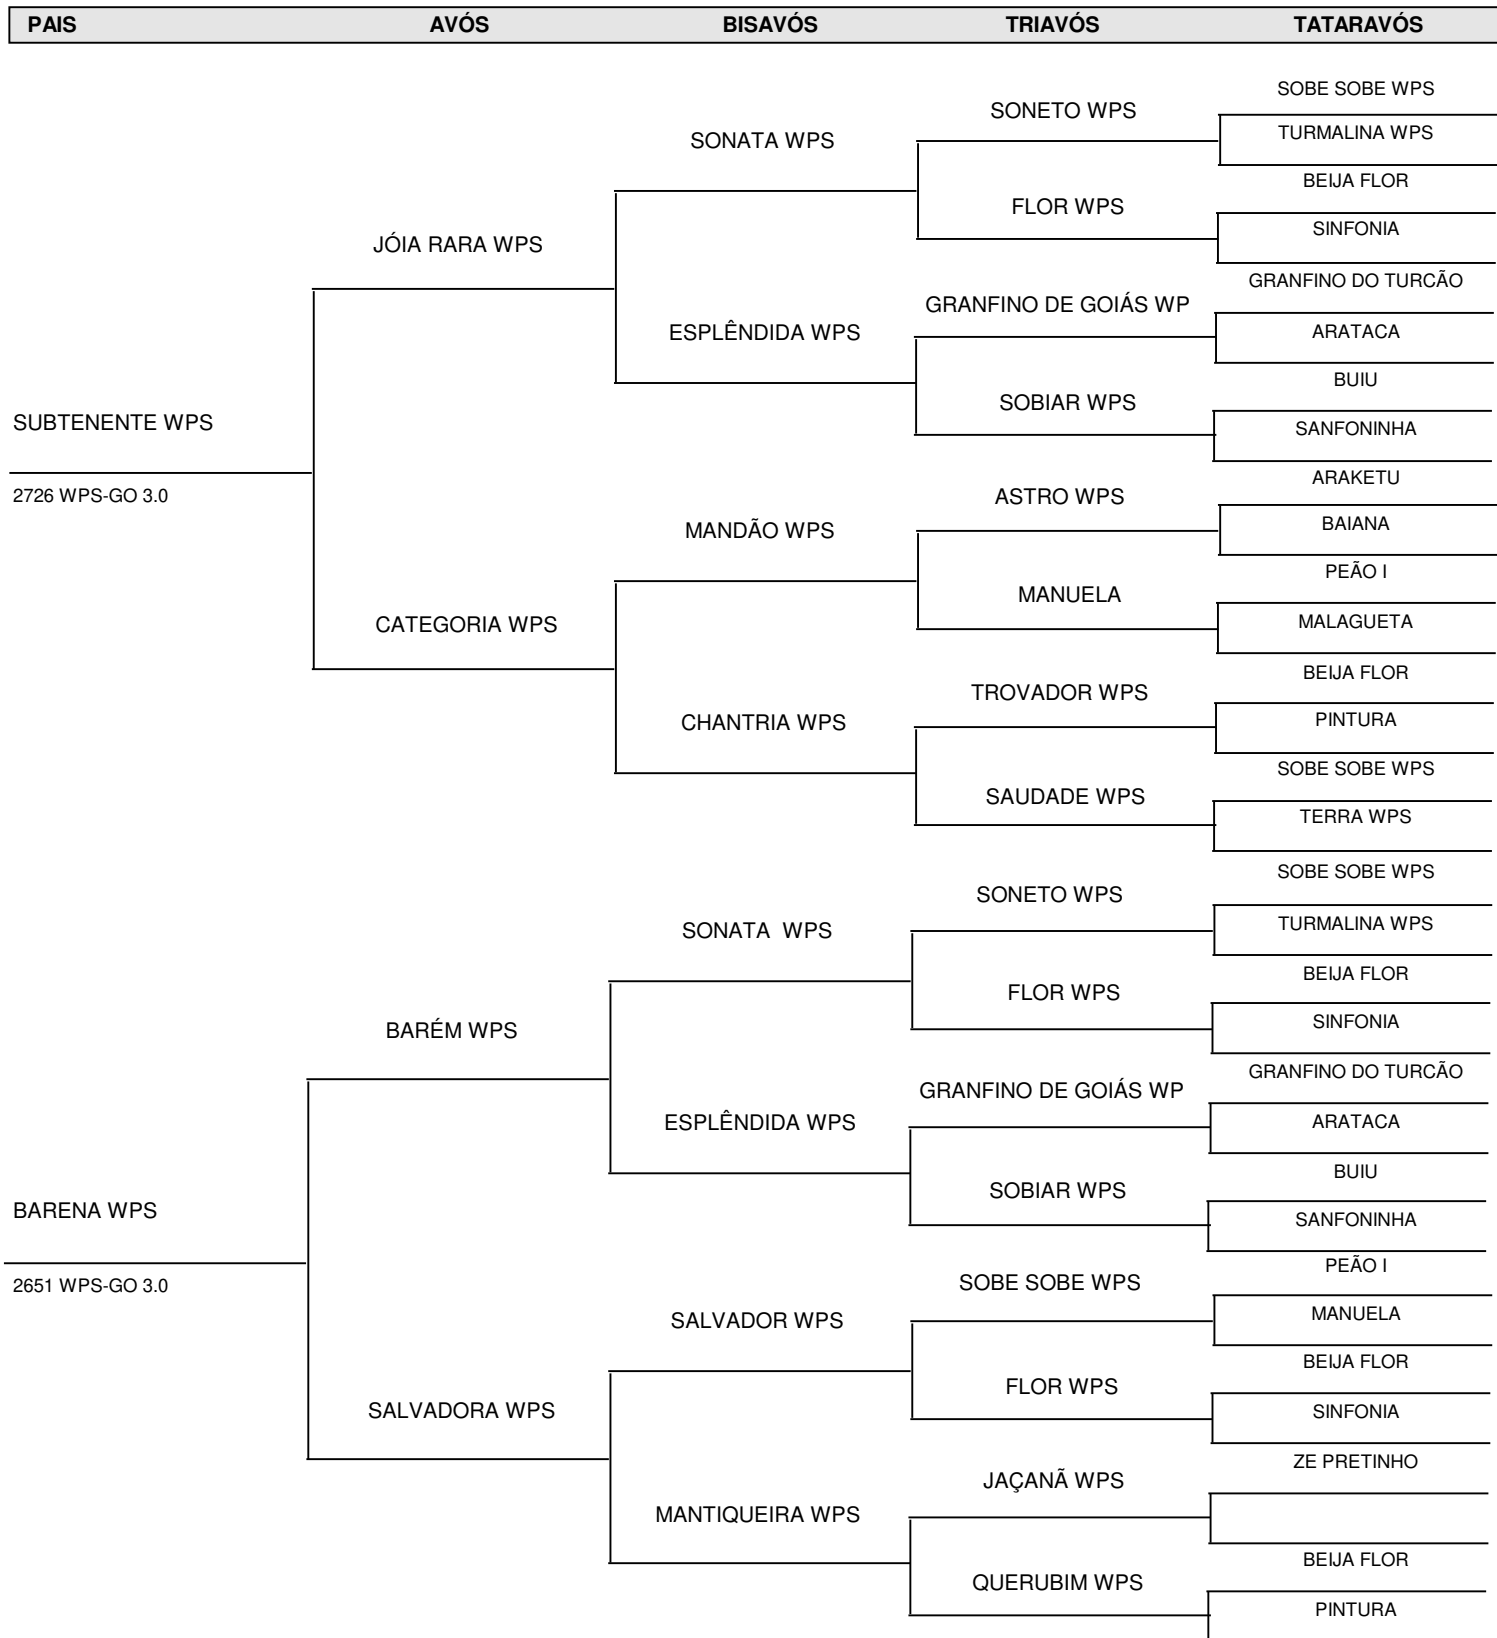 PAIS AVÓS BISAVÓS TRIAVÓS TATARAVÓS
SOBE SOBE WPS
SONETO WPS
TURMALINA WPS
SONATA WPS
BEIJA FLOR
FLOR WPS
SINFONIA
JÓIA RARA WPS
GRANFINO DO TURCÃO
GRANFINO DE GOIÁS WP
ARATACA
ESPLÊNDIDA WPS
BUIU
SOBIAR WPS
SUBTENENTE WPS
SANFONINHA
ARAKETU
2726 WPS-GO 3.0
ASTRO WPS
BAIANA
MANDÃO WPS
PEÃO I
MANUELA
MALAGUETA
CATEGORIA WPS
BEIJA FLOR
TROVADOR WPS
PINTURA
CHANTRIA WPS
SOBE SOBE WPS
SAUDADE WPS
TERRA WPS
SOBE SOBE WPS
SONETO WPS
TURMALINA WPS
SONATA WPS
BEIJA FLOR
FLOR WPS
SINFONIA
BARÉM WPS
GRANFINO DO TURCÃO
GRANFINO DE GOIÁS WP
ARATACA
ESPLÊNDIDA WPS
BUIU
SOBIAR WPS
BARENA WPS
SANFONINHA
PEÃO I
2651 WPS-GO 3.0
SOBE SOBE WPS
MANUELA
SALVADOR WPS
BEIJA FLOR
FLOR WPS
SALVADORA WPS
SINFONIA
ZE PRETINHO
JAÇANÃ WPS
MANTIQUEIRA WPS
BEIJA FLOR
QUERUBIM WPS
PINTURA